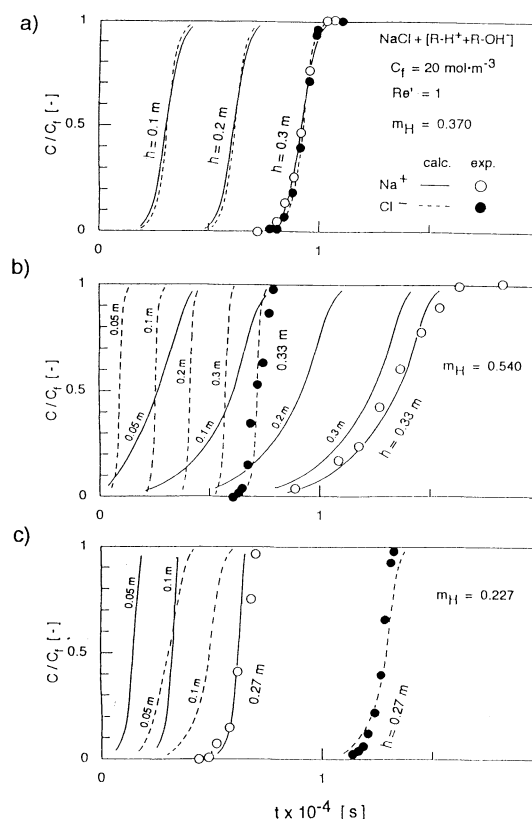 a)
NaCl + [R-H⁺+R-OH⁻]
C_f = 20 mol·m⁻³
Re' = 1
m_H = 0.370
calc. exp.
Na⁺
Cl⁻
C / C_f [ - ]
1
0.5
0
h = 0.1 m
h = 0.2 m
h = 0.3 m
0
1
b)
C / C_f [ - ]
1
0.5
0
0.05 m
0.1 m
0.2 m
0.3 m
0.33 m
0.05 m
0.1 m
0.2 m
0.3 m
h = 0.33 m
m_H = 0.540
0
1
c)
C / C_f [ - ]
1
0.5
0
0.05 m
0.1 m
0.05 m
0.1 m
0.27 m
h = 0.27 m
m_H = 0.227
0
1
t x 10⁻⁴ [ s ]